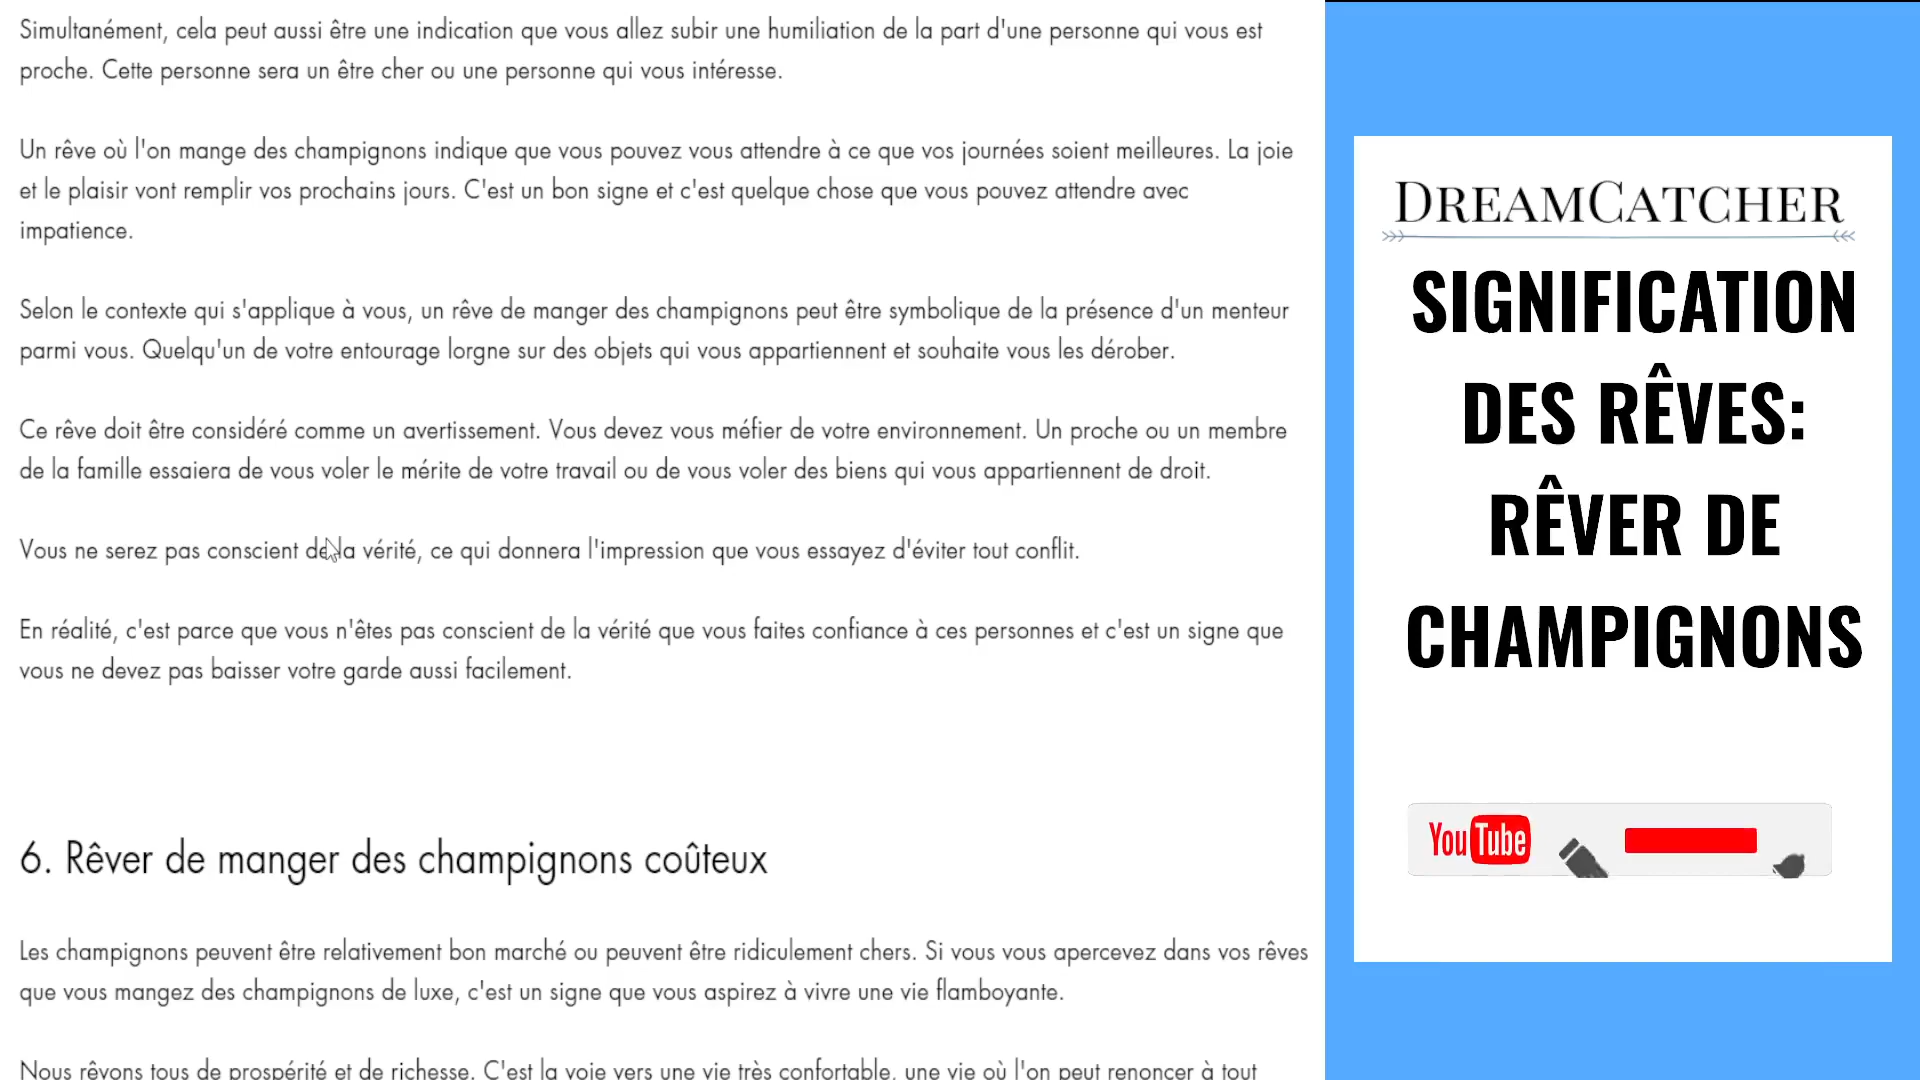 Simultanément, cela peut aussi être une indication que vous allez subir une humiliation de la part d'une personne qui vous est
proche. Cette personne sera un être cher ou une personne qui vous intéresse.
Un rêve où l'on mange des champignons indique que vous pouvez vous attendre à ce que vos journées soient meilleures. La joie
et le plaisir vont remplir vos prochains jours. C'est un bon signe et c'est quelque chose que vous pouvez attendre avec
impatience.
Selon le contexte qui s'applique à vous, un rêve de manger des champignons peut être symbolique de la présence d'un menteur
parmi vous. Quelqu'un de votre entourage lorgne sur des objets qui vous appartiennent et souhaite vous les dérober.
Ce rêve doit être considéré comme un avertissement. Vous devez vous méfier de votre environnement. Un proche ou un membre
de la famille essaiera de vous voler le mérite de votre travail ou de vous voler des biens qui vous appartiennent de droit.
Vous ne serez pas conscient de la vérité, ce qui donnera l'impression que vous essayez d'éviter tout conflit.
En réalité, c'est parce que vous n'êtes pas conscient de la vérité que vous faites confiance à ces personnes et c'est un signe que
vous ne devez pas baisser votre garde aussi facilement.
6. Rêver de manger des champignons coûteux
Les champignons peuvent être relativement bon marché ou peuvent être ridiculement chers. Si vous vous apercevez dans vos rêves
que vous mangez des champignons de luxe, c'est un signe que vous aspirez à vivre une vie flamboyante.
Nous rêvons tous de prospérité et de richesse. C'est la voie vers une vie très confortable, une vie où l'on peut renoncer à tout
DREAMCATCHER
SIGNIFICATION
DES RÊVES:
RÊVER DE
CHAMPIGNONS
YouTube